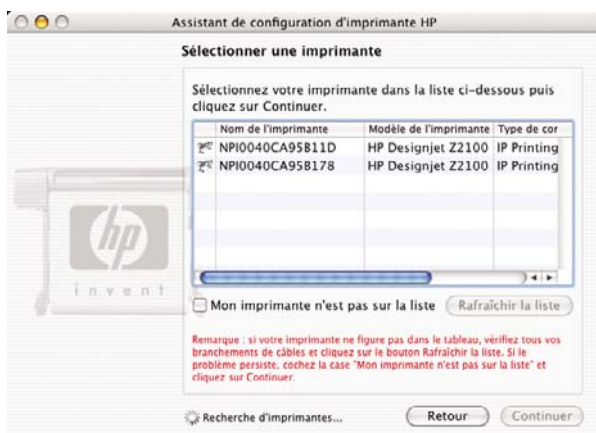 Assistant de configuration d'imprimante HP
Sélectionner une imprimante
Sélectionnez votre imprimante dans la liste ci-dessous puis
cliquez sur Continuer.
Nom de l'imprimante Modèle de l'imprimante Type de cor
NPI0040CA95B11D HP Designjet Z2100 IP Printing
NPI0040CA95B178 HP Designjet Z2100 IP Printing
hp
invent
Mon imprimante n'est pas sur la liste Rafraîchir la liste
Remarque : si votre imprimante ne figure pas dans le tableau, vérifiez tous vos
branchements de câbles et cliquez sur le bouton Rafraîchir la liste. Si le
problème persiste, cochez la case "Mon imprimante n'est pas sur la liste" et
cliquez sur Continuer.
Recherche d'imprimantes... Retour Continuer